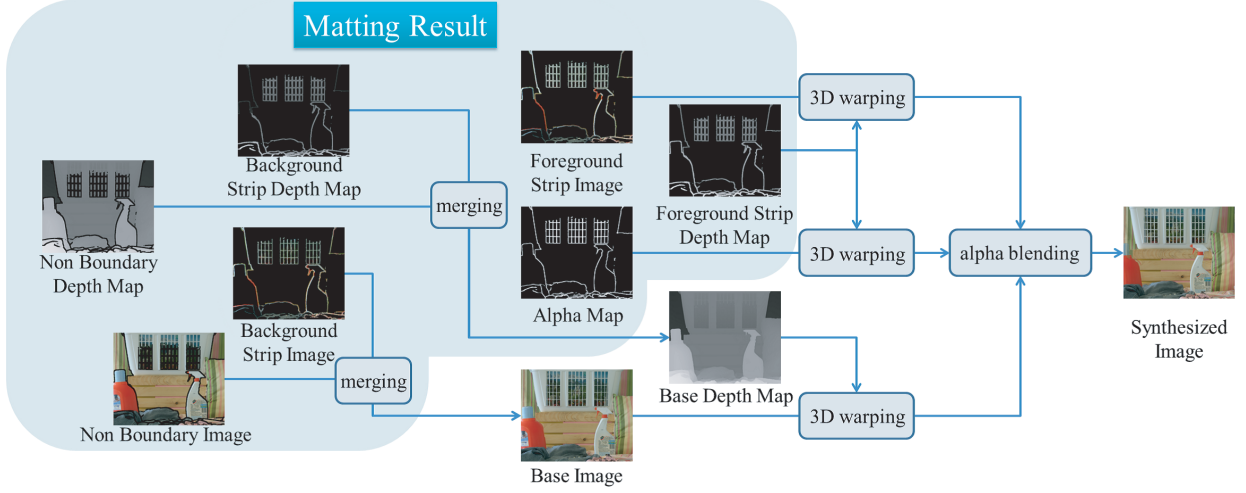 Matting Result
3D warping
Foreground
Strip Image
Background
Strip Depth Map
merging
Foreground Strip
Depth Map
Non Boundary
Depth Map
3D warping
alpha blending
Alpha Map
Background
Strip Image
Synthesized
Image
merging
Base Depth Map
3D warping
Non Boundary Image
Base Image